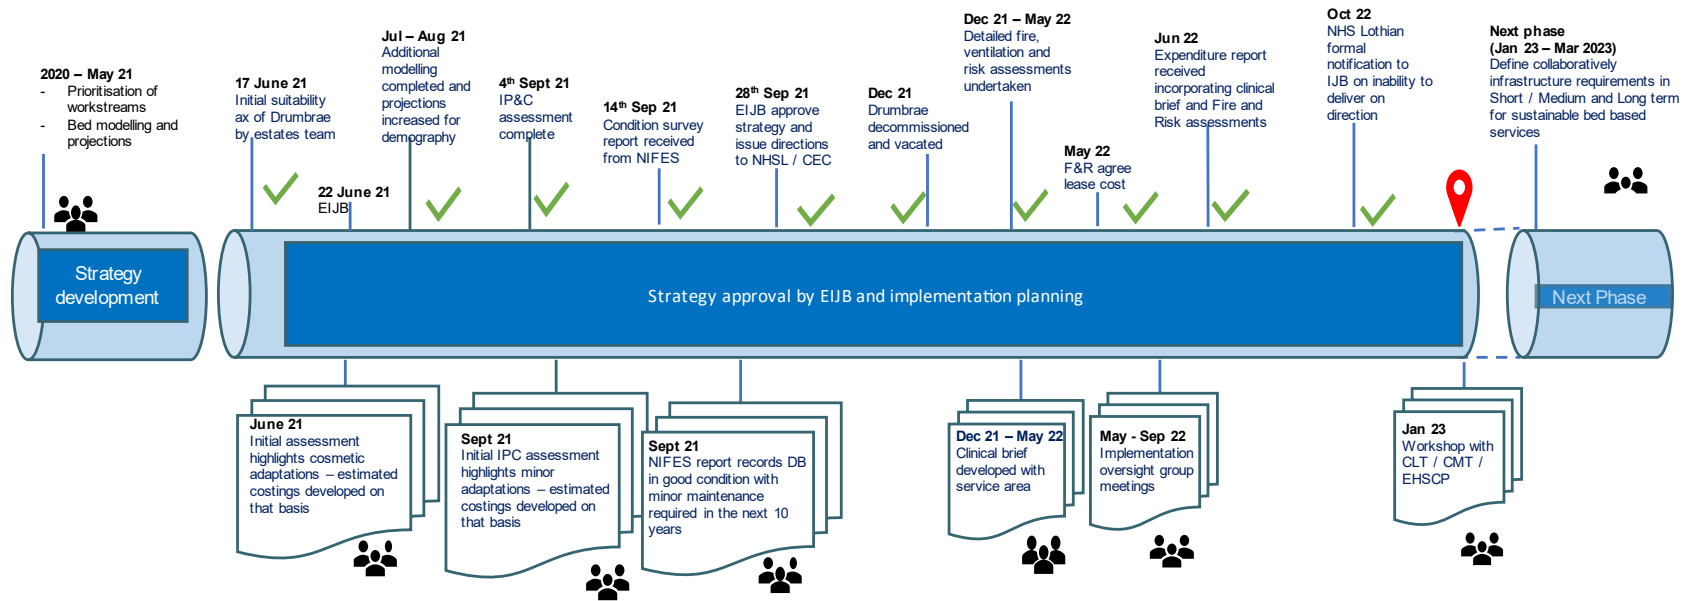 2020 – May 21
- Prioritisation of
workstreams
- Bed modelling and
projections
17 June 21
Initial suitability
ax of Drumbrae
by estates team
22 June 21
EIJB
Jul – Aug 21
Additional
modelling
completed and
projections
increased for
demography
4th Sept 21
IP&C
assessment
complete
14th Sep 21
Condition survey
report received
from NIFES
28th Sep 21
EIJB approve
strategy and
issue directions
to NHSL / CEC
Dec 21
Drumbrae
decommissioned
and vacated
Dec 21 – May 22
Detailed fire,
ventilation and
risk assessments
undertaken
May 22
F&R agree
lease cost
Jun 22
Expenditure report
received
incorporating clinical
brief and Fire and
Risk assessments
Oct 22
NHS Lothian
formal
notification to
IJB on inability to
deliver on
direction
Next phase
(Jan 23 – Mar 2023)
Define collaboratively
infrastructure requirements in
Short / Medium and Long term
for sustainable bed based
services
Strategy
development
Strategy approval by EIJB and implementation planning
Next Phase
June 21
Initial assessment
highlights cosmetic
adaptations – estimated
costings developed on
that basis
Sept 21
Initial IPC assessment
highlights minor
adaptations – estimated
costings developed on
that basis
Sept 21
NIFES report records DB
in good condition with
minor maintenance
required in the next 10
years
Dec 21 – May 22
Clinical brief
developed with
service area
May - Sep 22
Implementation
oversight group
meetings
Jan 23
Workshop with
CLT / CMT /
EHSCP